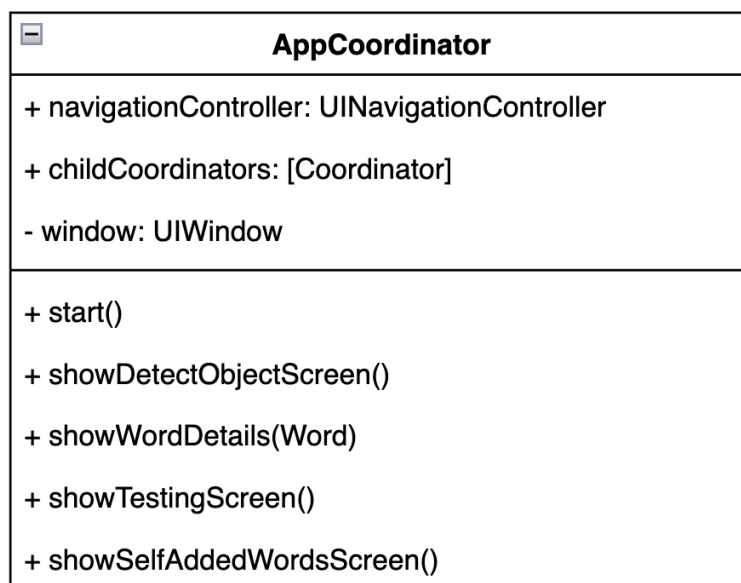 AppCoordinator
+ navigationController: UINavigationController
+ childCoordinators: [Coordinator]
- window: UIWindow
+ start()
+ showDetectObjectScreen()
+ showWordDetails(Word)
+ showTestingScreen()
+ showSelfAddedWordsScreen()